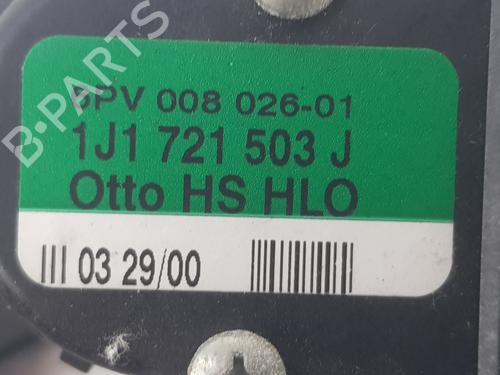 B-PARTS
6PV 008 026-01
1J1 721 503 J
Otto HS HLO
03 29/00